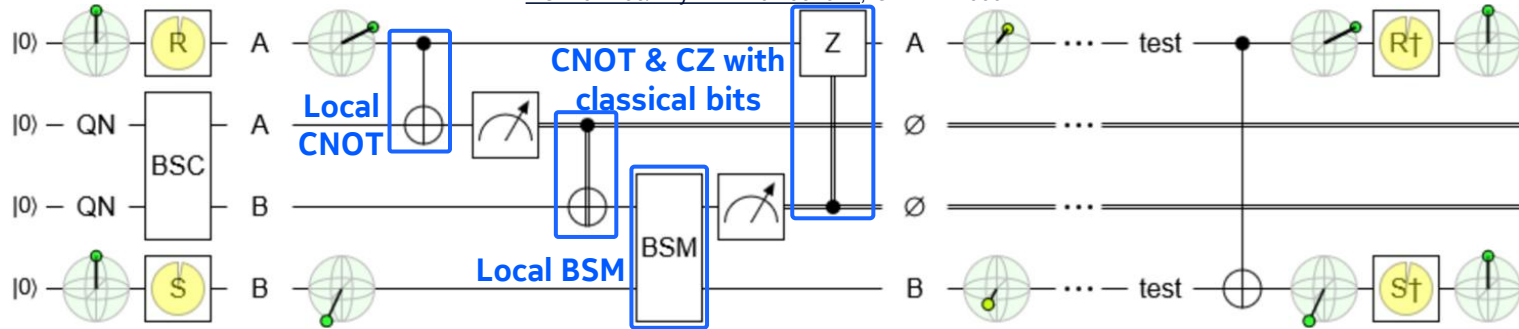 |0⟩ R A Z A ... test R†
CNOT & CZ with
classical bits
Local
CNOT
|0⟩ QN BSC A ∅ ...
|0⟩ QN B ∅ ...
BSM
Local BSM
|0⟩ S B B ... test S†